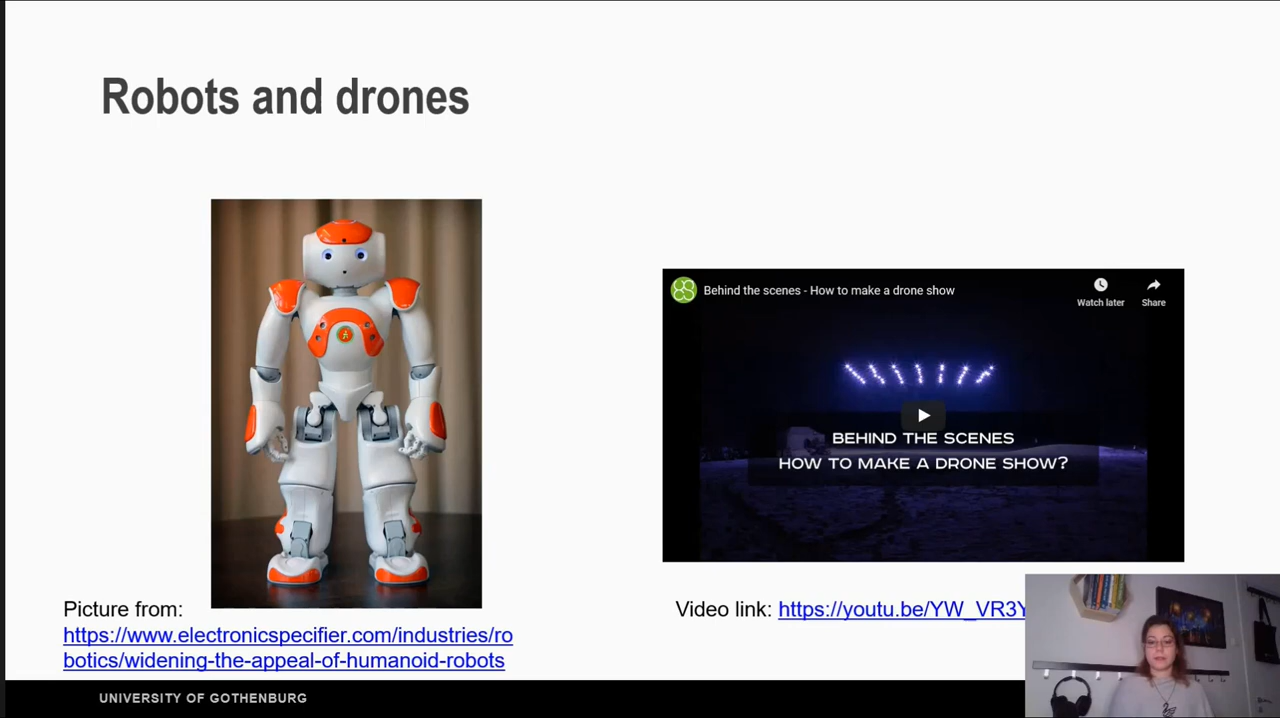 Robots and drones
Behind the scenes - How to make a drone show
Watch later
Share
BEHIND THE SCENES
HOW TO MAKE A DRONE SHOW?
Picture from:
https://www.electronicspecifier.com/industries/ro
botics/widening-the-appeal-of-humanoid-robots
Video link: https://youtu.be/YW_VR3Y
UNIVERSITY OF GOTHENBURG